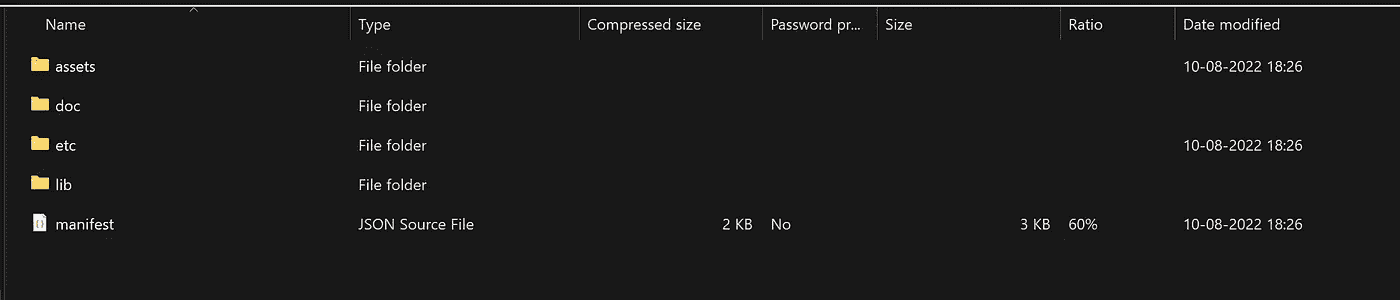 Name Type Compressed size Password pr... Size Ratio Date modified
assets File folder 10-08-2022 18:26
doc File folder
etc File folder 10-08-2022 18:26
lib File folder
manifest JSON Source File 2 KB No 3 KB 60% 10-08-2022 18:26